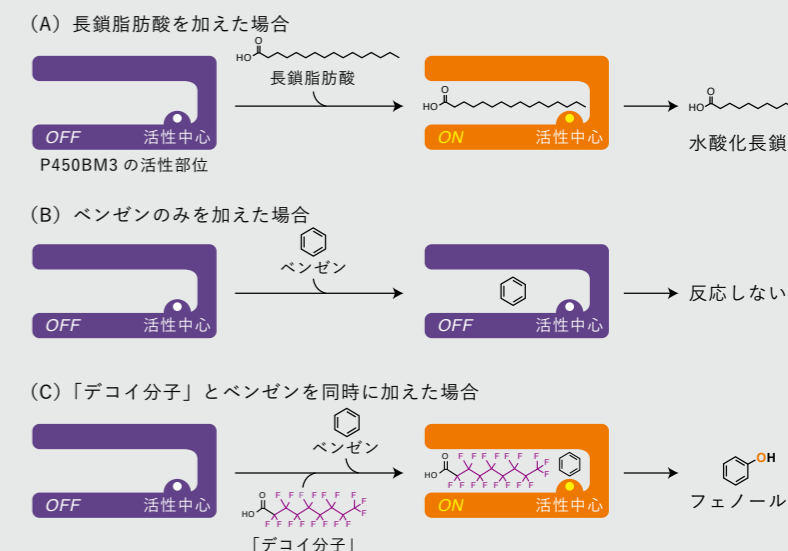 (A) 長鎖脂肪酸を加えた場合
O
HO
長鎖脂肪酸
O
HO
O
HO
OFF 活性中心
ON 活性中心
水酸化長鎖
P450BM3 の活性部位
(B) ベンゼンのみを加えた場合
ベンゼン
OFF 活性中心
OFF 活性中心
反応しない
(C)「デコイ分子」とベンゼンを同時に加えた場合
ベンゼン
O
HO
F F F F F F F F F
F F F F F F F F
O
HO
F F F F F F F F F
F F F F F F F F
OH
OFF 活性中心
ON 活性中心
フェノール
「デコイ分子」